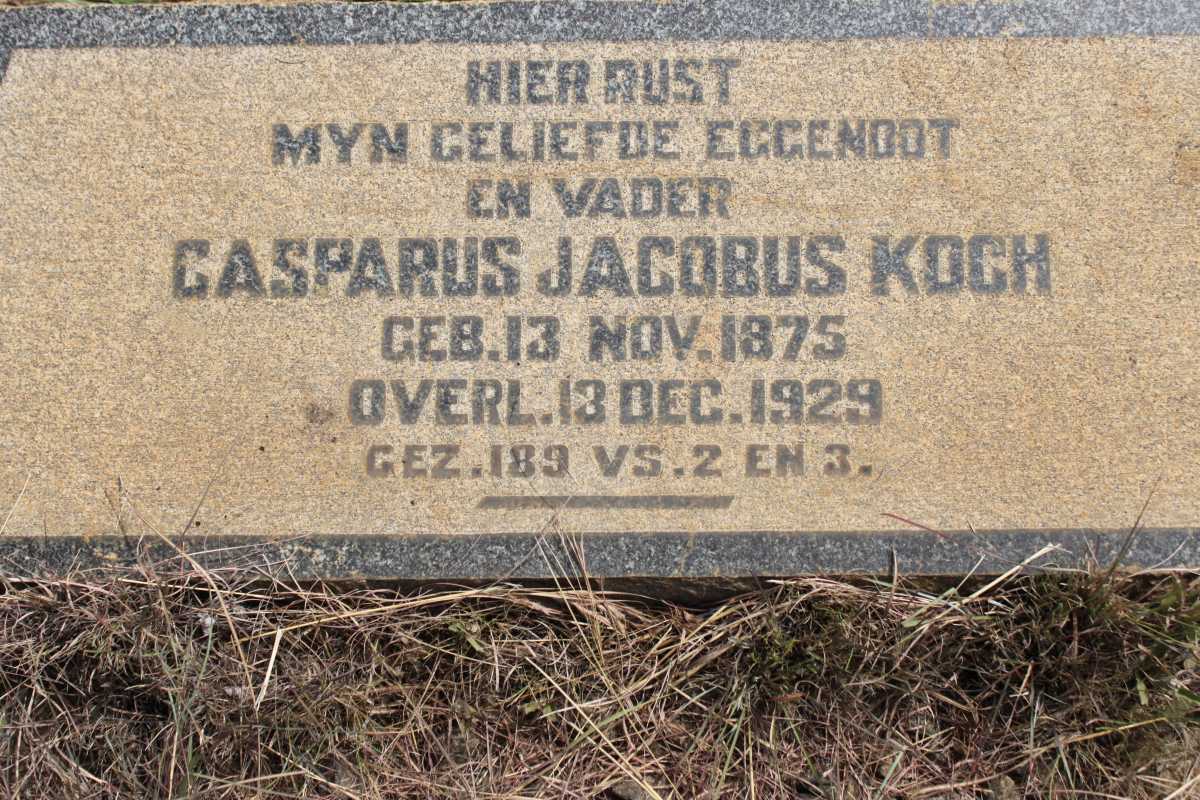 HIER RUST
MYN GELIEFDE EGGENOOT
EN VADER
CASPARUS JACOBUS KOCH
GEB. 13 NOV. 1875
OVERL. 13 DEC. 1929
GEZ. 189 VS. 2 EN 3.